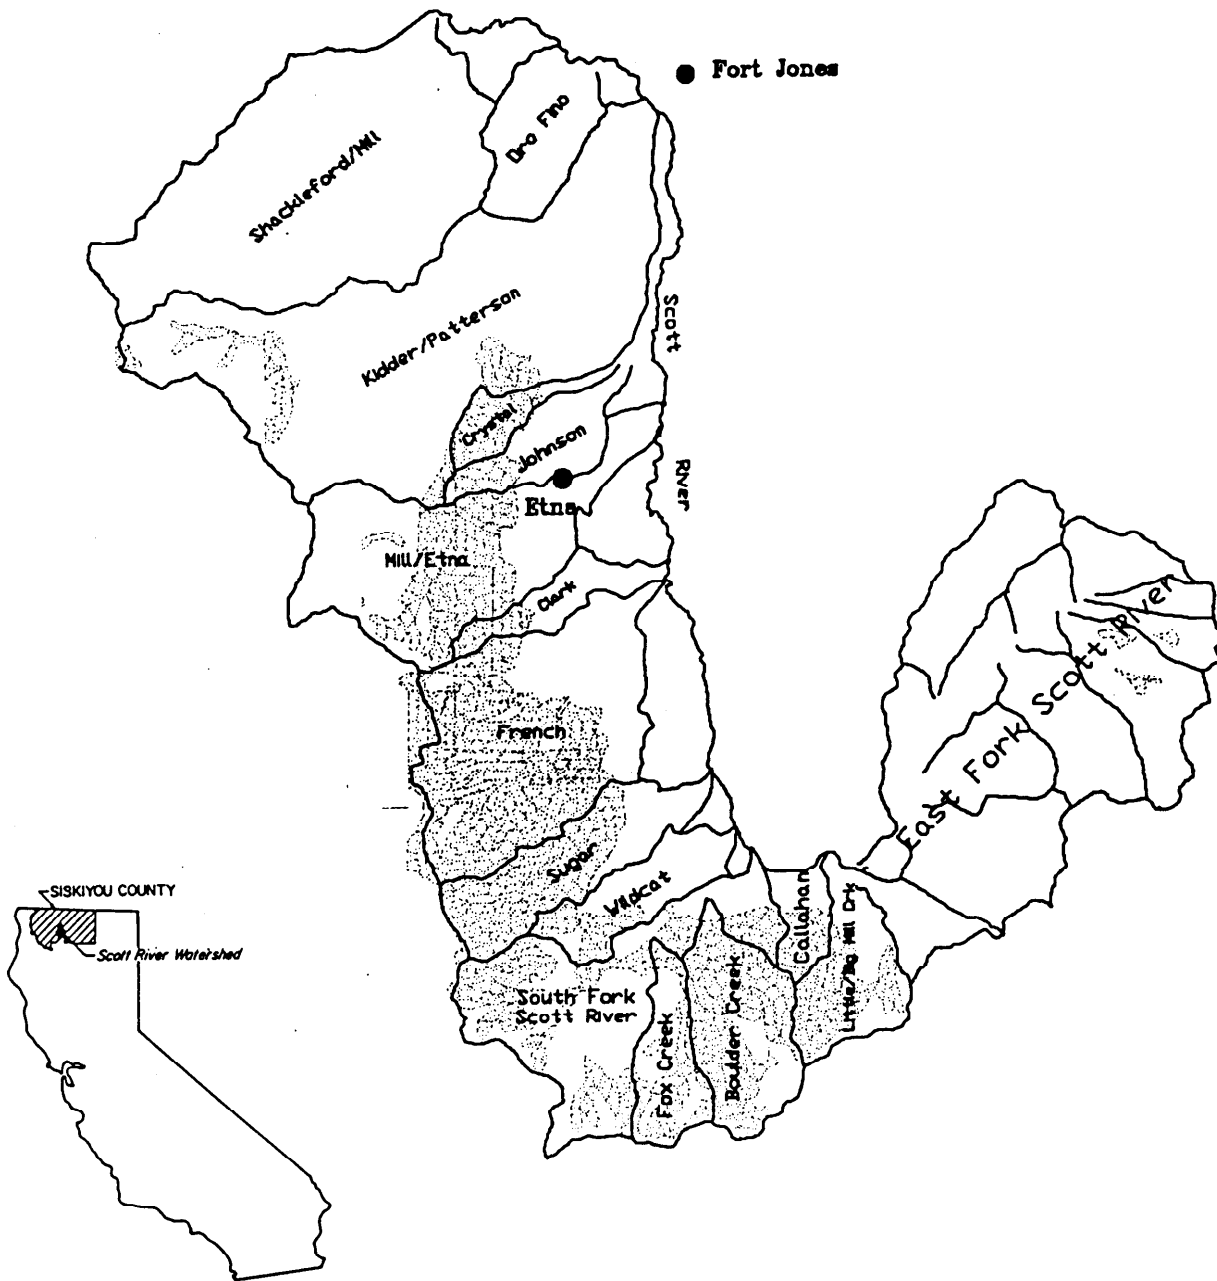 Fort Jones
Oro Fino
Shackleford/Mill
Kidder/Patterson
Scott
River
Crystal
Johnson
Etna
Mill/Etna
Clark
French
Sugar
Wildcat
East Fork Scott River
Callahan
Little/Big Mill Crk
South Fork
Scott River
Fox Creek
Boulder Creek
SISKIYOU COUNTY
Scott River Watershed